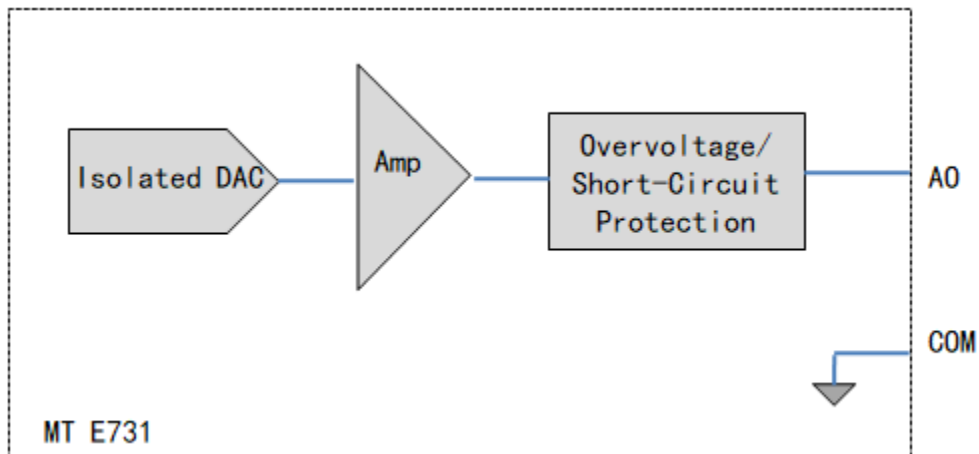 Isolated DAC
Amp
Overvoltage/
Short-Circuit
Protection
AO
COM
MT E731